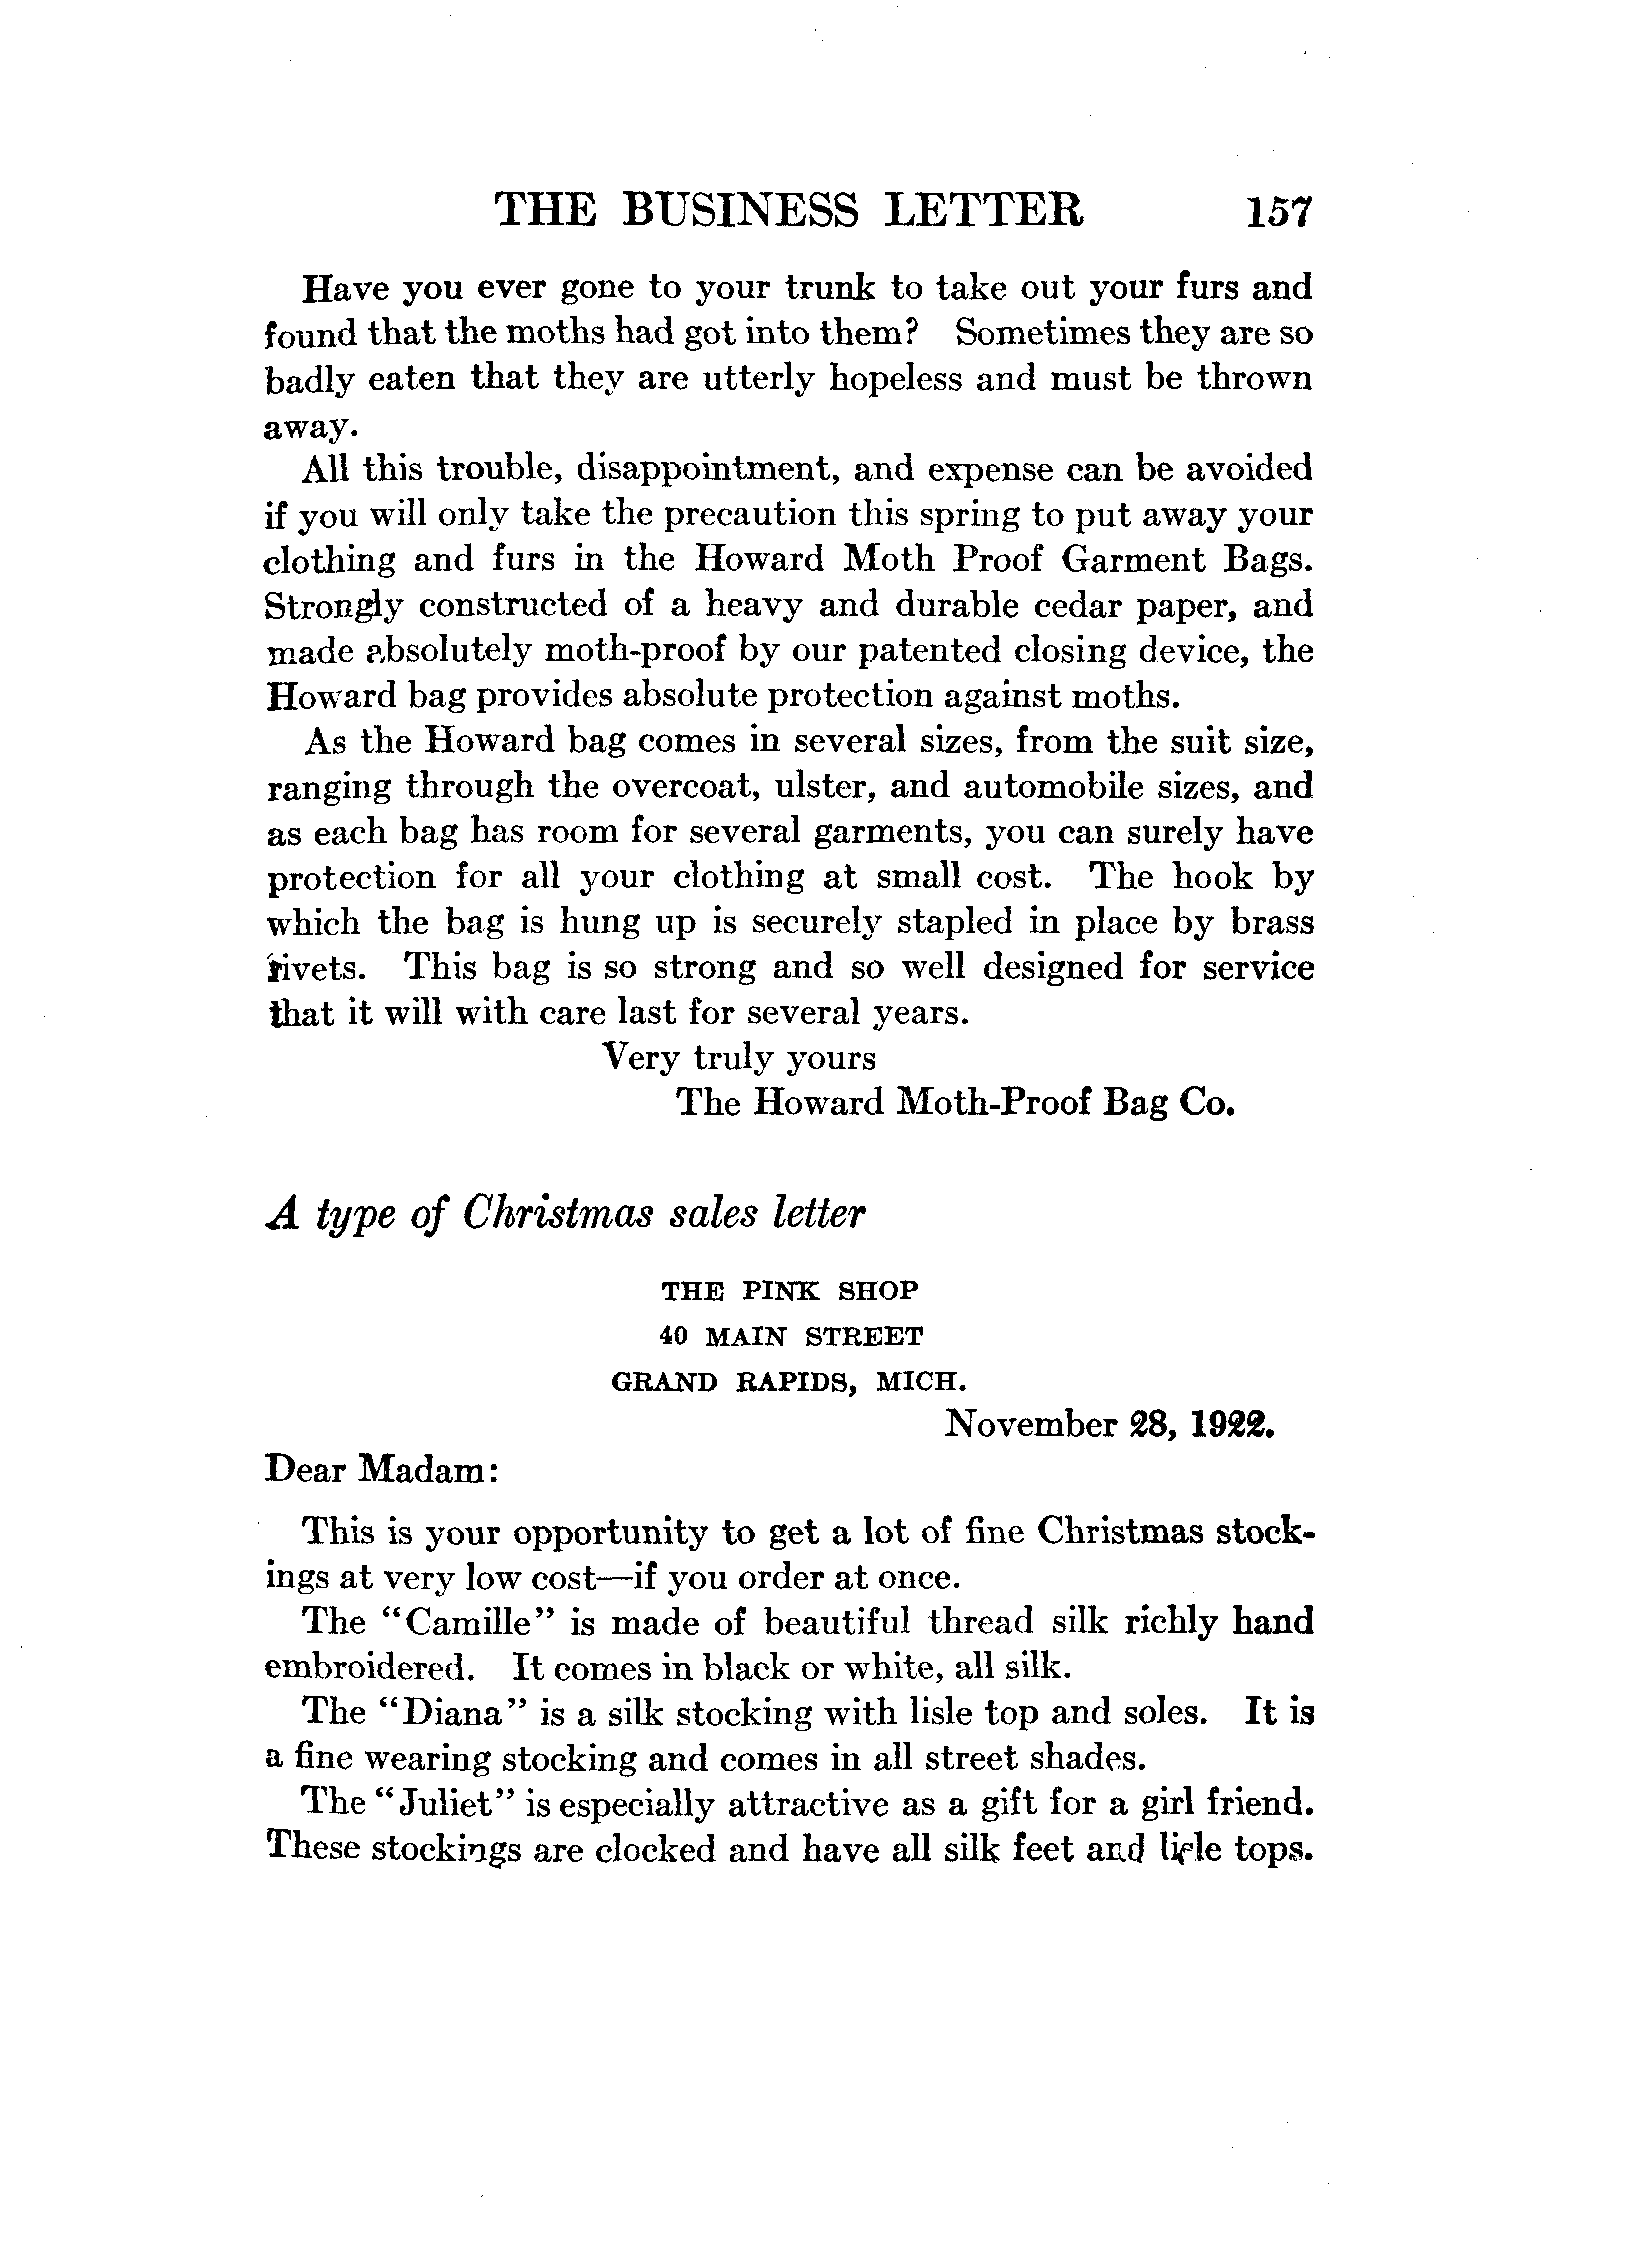 THE BUSINESS LETTER 157
Have you ever gone to your trunk to take out your furs and
found that the moths had got into them? Sometimes they are so
badly eaten that they are utterly hopeless and must be thrown
away.
All this trouble, disappointment, and expense can be avoided
if you will only take the precaution this spring to put away your
clothing and furs in the Howard Moth Proof Garment Bags.
Strongly constructed of a heavy and durable cedar paper, and
made absolutely moth-proof by our patented closing device, the
Howard bag provides absolute protection against moths.
As the Howard bag comes in several sizes, from the suit size,
ranging through the overcoat, ulster, and automobile sizes, and
as each bag has room for several garments, you can surely have
protection for all your clothing at small cost. The hook by
which the bag is hung up is securely stapled in place by brass
rivets. This bag is so strong and so well designed for service
that it will with care last for several years.
Very truly yours
The Howard Moth-Proof Bag Co.
A type of Christmas sales letter
THE PINK SHOP
40 MAIN STREET
GRAND RAPIDS, MICH.
November 28, 1922.
Dear Madam:
This is your opportunity to get a lot of fine Christmas stock-
ings at very low cost—if you order at once.
The "Camille" is made of beautiful thread silk richly hand
embroidered. It comes in black or white, all silk.
The "Diana" is a silk stocking with lisle top and soles. It is
a fine wearing stocking and comes in all street shades.
The "Juliet" is especially attractive as a gift for a girl friend.
These stockings are clocked and have all silk feet and lisle tops.